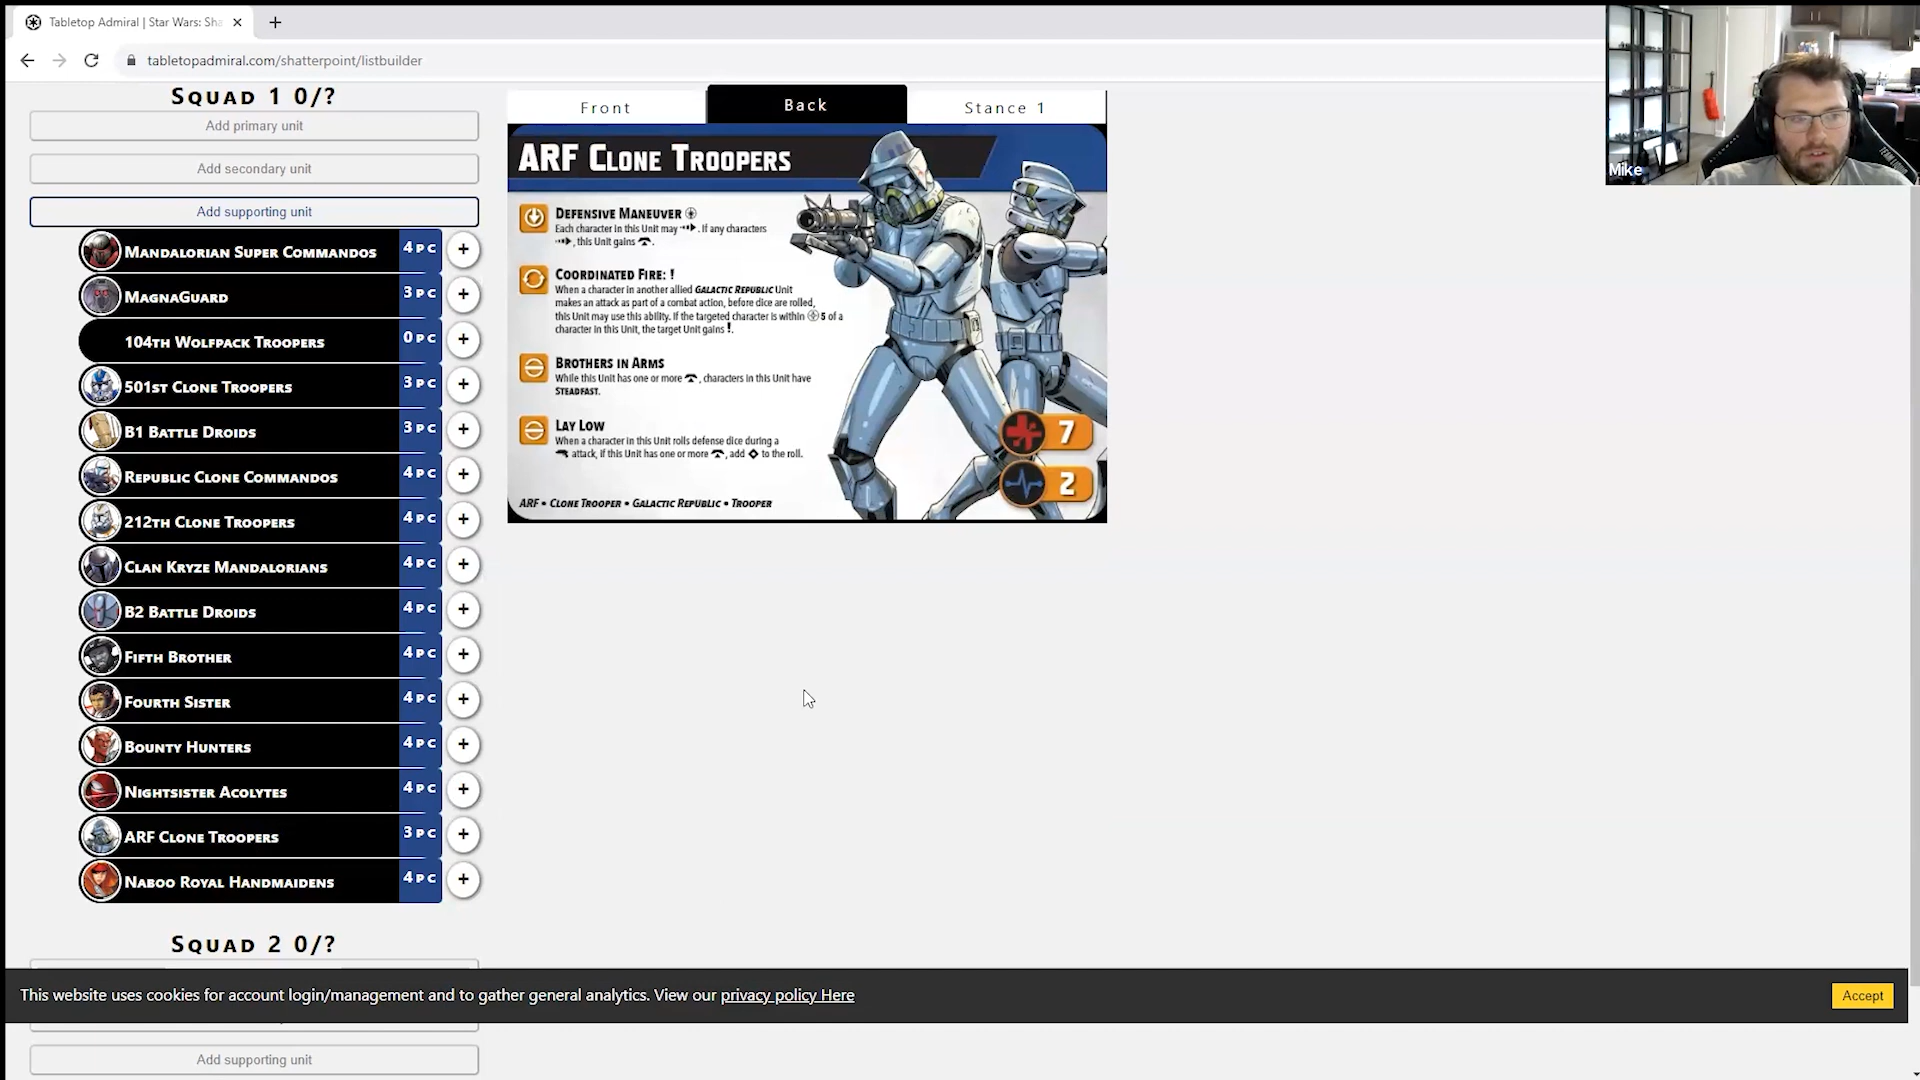 Tabletop Admiral | Star Wars: Sha
tabletopadmiral.com/shatterpoint/listbuilder
Squad 1 0/?
Add primary unit
Add secondary unit
Add supporting unit
Mandalorian Super Commandos 4 PC +
MagnaGuard 3 PC +
104th Wolfpack Troopers 0 PC +
501st Clone Troopers 3 PC +
B1 Battle Droids 3 PC +
Republic Clone Commandos 4 PC +
212th Clone Troopers 4 PC +
Clan Kryze Mandalorians 4 PC +
B2 Battle Droids 4 PC +
Fifth Brother 4 PC +
Fourth Sister 4 PC +
Bounty Hunters 4 PC +
Nightsister Acolytes 4 PC +
ARF Clone Troopers 3 PC +
Naboo Royal Handmaidens 4 PC +
Squad 2 0/?
Add supporting unit
Front Back Stance 1
ARF Clone Troopers
Defensive Maneuver
Each character in this Unit may . If any characters
, this Unit gains .
Coordinated Fire: !
When a character in another allied Galactic Republic Unit
makes an attack as part of a combat action, before dice are rolled,
this Unit may use this ability. If the targeted character is within 5 of a
character in this Unit, the target Unit gains !.
Brothers in Arms
While this Unit has one or more , characters in this Unit have
Steadfast.
Lay Low
When a character in this Unit rolls defense dice during a
attack, if this Unit has one or more , add to the roll.
7
2
ARF • Clone Trooper • Galactic Republic • Trooper
Mike
This website uses cookies for account login/management and to gather general analytics. View our privacy policy Here
Accept